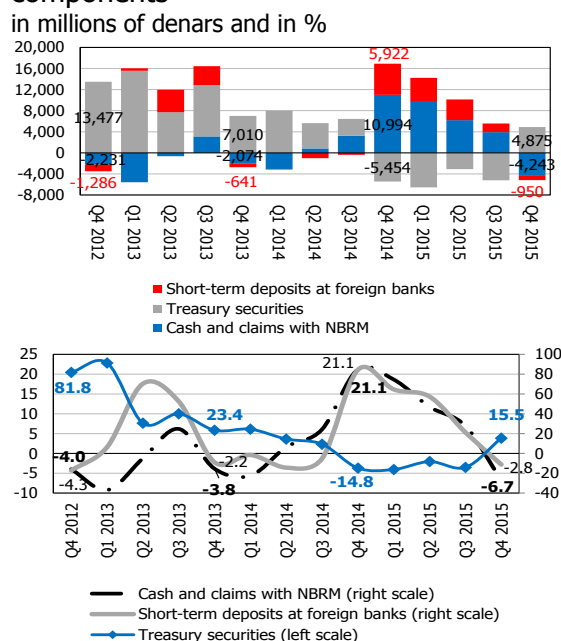 components
in millions of denars and in %
20,000
16,000
12,000
8,000
4,000
0
-4,000
-8,000
13,477
-2,231
-1,286
7,010
-2,074
-641
5,922
10,994
-5,454
4,875
-4,243
-950
Q4 2012
Q1 2013
Q2 2013
Q3 2013
Q4 2013
Q1 2014
Q2 2014
Q3 2014
Q4 2014
Q1 2015
Q2 2015
Q3 2015
Q4 2015
Short-term deposits at foreign banks
Treasury securities
Cash and claims with NBRM
25
20
15
10
5
0
-5
-10
100
80
60
40
20
0
-20
-40
81.8
-4.0
-4.3
23.4
-2.2
-3.8
21.1
21.1
-14.8
15.5
-2.8
-6.7
Q4 2012
Q1 2013
Q2 2013
Q3 2013
Q4 2013
Q1 2014
Q2 2014
Q3 2014
Q4 2014
Q1 2015
Q2 2015
Q3 2015
Q4 2015
Cash and claims with NBRM (right scale)
Short-term deposits at foreign banks (right scale)
Treasury securities (left scale)